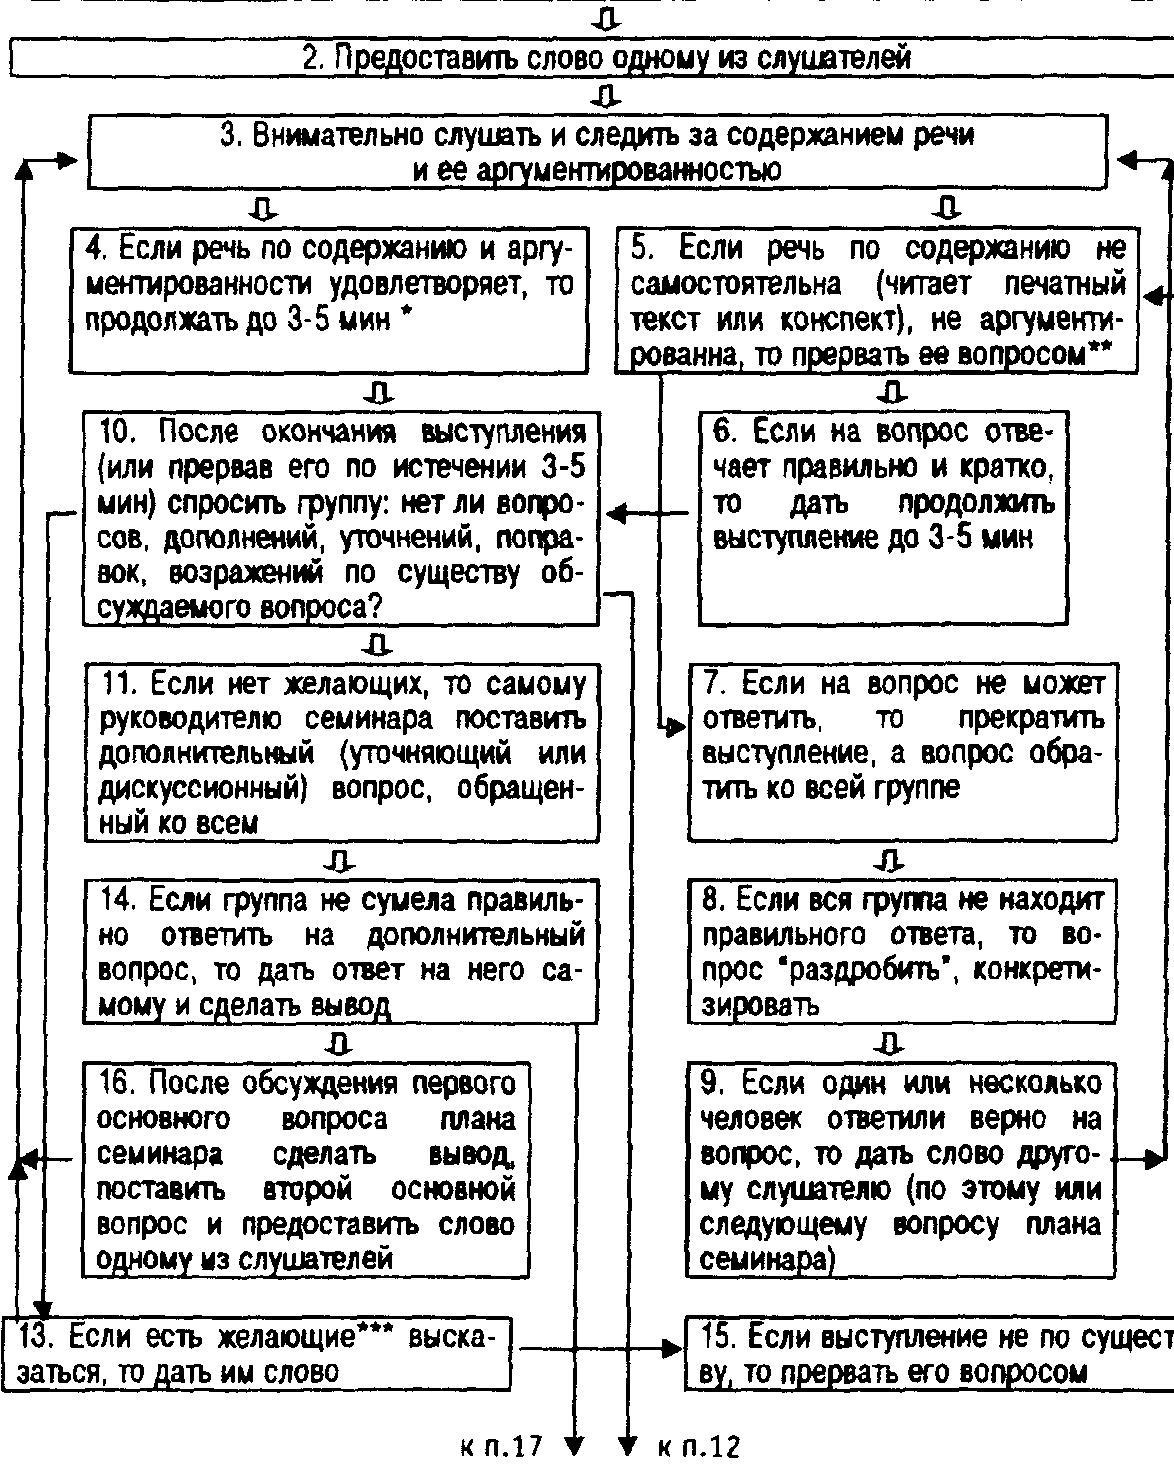 2. Предоставить слово одному из слушателей
3. Внимательно слушать и следить за содержанием речи
и ее аргументированностью
4. Если речь по содержанию и аргу-
ментированности удовлетворяет, то
продолжать до 3-5 мин *
5. Если речь по содержанию не
самостоятельна (читает печатный
текст или конспект), не аргументи-
рованна, то прервать ее вопросом**
10. После окончания выступления
(или прервав его по истечении 3-5
мин) спросить группу: нет ли вопро-
сов, дополнений, уточнений, попра-
вок, возражений по существу об-
суждаемого вопроса?
6. Если на вопрос отве-
чает правильно и кратко,
то дать продолжить
выступление до 3-5 мин
11. Если нет желающих, то самому
руководителю семинара поставить
дополнительный (уточняющий или
дискуссионный) вопрос, обращен-
ный ко всем
7. Если на вопрос не может
ответить, то прекратить
выступление, а вопрос обра-
тить ко всей группе
14. Если группа не сумела правиль-
но ответить на дополнительный
вопрос, то дать ответ на него са-
мому и сделать вывод
8. Если вся группа не находит
правильного ответа, то во-
прос "раздробить", конкрети-
зировать
16. После обсуждения первого
основного вопроса плана
семинара сделать вывод,
поставить второй основной
вопрос и предоставить слово
одному из слушателей
9. Если один или несколько
человек ответили верно на
вопрос, то дать слово друго-
му слушателю (по этому или
следующему вопросу плана
семинара)
13. Если есть желающие*** выска-
заться, то дать им слово
15. Если выступление не по сущест
ву, то прервать его вопросом
к п.17
к п.12